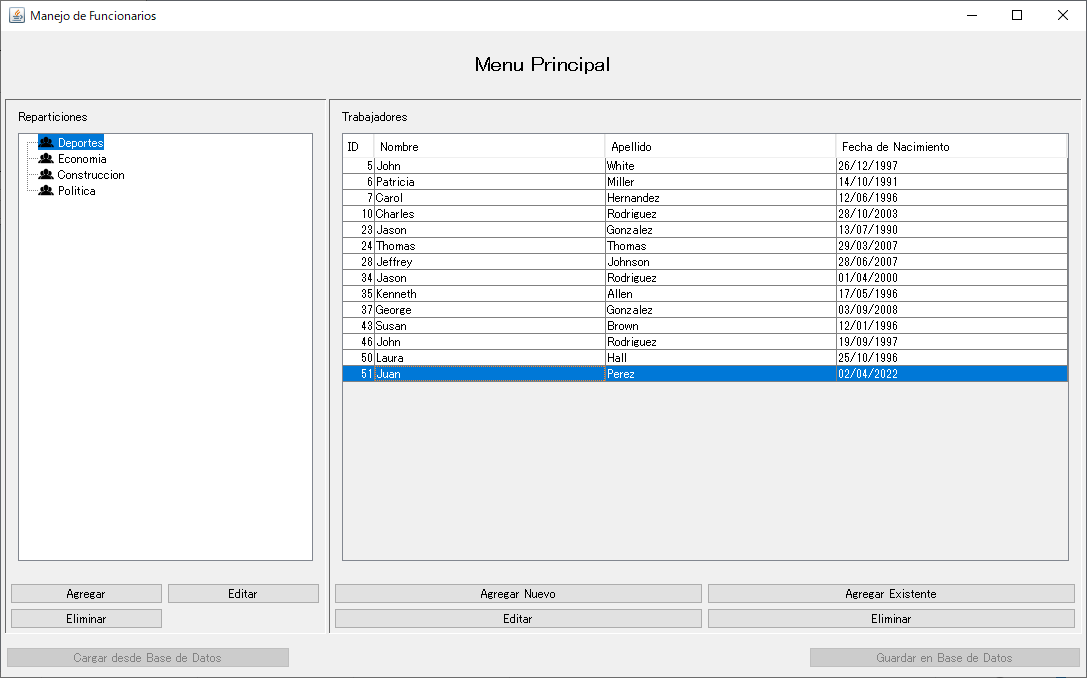 Manejo de Funcionarios
Menu Principal
Reparticiones
Deportes
Economia
Construccion
Politica
Agregar Editar
Eliminar
Trabajadores
ID Nombre Apellido Fecha de Nacimiento
5 John White 26/12/1997
6 Patricia Miller 14/10/1991
7 Carol Hernandez 12/06/1996
10 Charles Rodriguez 28/10/2003
23 Jason Gonzalez 13/07/1990
24 Thomas Thomas 29/03/2007
28 Jeffrey Johnson 28/06/2007
34 Jason Rodriguez 01/04/2000
35 Kenneth Allen 17/05/1996
37 George Gonzalez 03/09/2008
43 Susan Brown 12/01/1996
46 John Rodriguez 19/09/1997
50 Laura Hall 25/10/1996
51 Juan Perez 02/04/2022
Agregar Nuevo Agregar Existente
Editar Eliminar
Cargar desde Base de Datos Guardar en Base de Datos